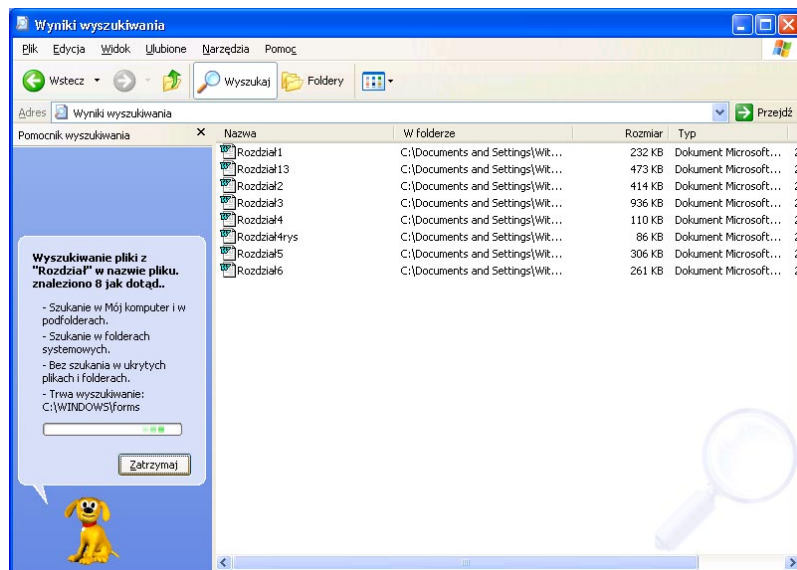 Wyniki wyszukiwania
Plik Edycja Widok Ulubione Narzędzia Pomoc
Wstecz Wyszukaj Foldery
Adres Wyniki wyszukiwania Przejdź
Pomocnik wyszukiwania
Nazwa W folderze Rozmiar Typ
Rozdział1 C:\Documents and Settings\Wit... 232 KB Dokument Microsoft...
Rozdział13 C:\Documents and Settings\Wit... 473 KB Dokument Microsoft...
Rozdział2 C:\Documents and Settings\Wit... 414 KB Dokument Microsoft...
Rozdział3 C:\Documents and Settings\Wit... 936 KB Dokument Microsoft...
Rozdział4 C:\Documents and Settings\Wit... 110 KB Dokument Microsoft...
Rozdział4rys C:\Documents and Settings\Wit... 86 KB Dokument Microsoft...
Rozdział5 C:\Documents and Settings\Wit... 306 KB Dokument Microsoft...
Rozdział6 C:\Documents and Settings\Wit... 261 KB Dokument Microsoft...
Wyszukiwanie pliki z
"Rozdział" w nazwie pliku.
znaleziono 8 jak dotąd..
- Szukanie w Mój komputer i w
podfolderach.
- Szukanie w folderach
systemowych.
- Bez szukania w ukrytych
plikach i folderach.
- Trwa wyszukiwanie:
C:\WINDOWS\forms
Zatrzymaj